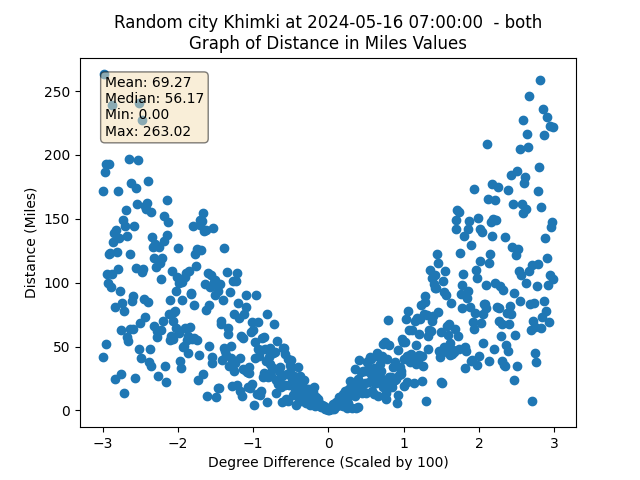 Random city Khimki at 2024-05-16 07:00:00  - both
Graph of Distance in Miles Values
Mean: 69.27
Median: 56.17
Min: 0.00
Max: 263.02
250
200
150
100
50
0
Distance (Miles)
−3
−2
−1
0
1
2
3
Degree Difference (Scaled by 100)